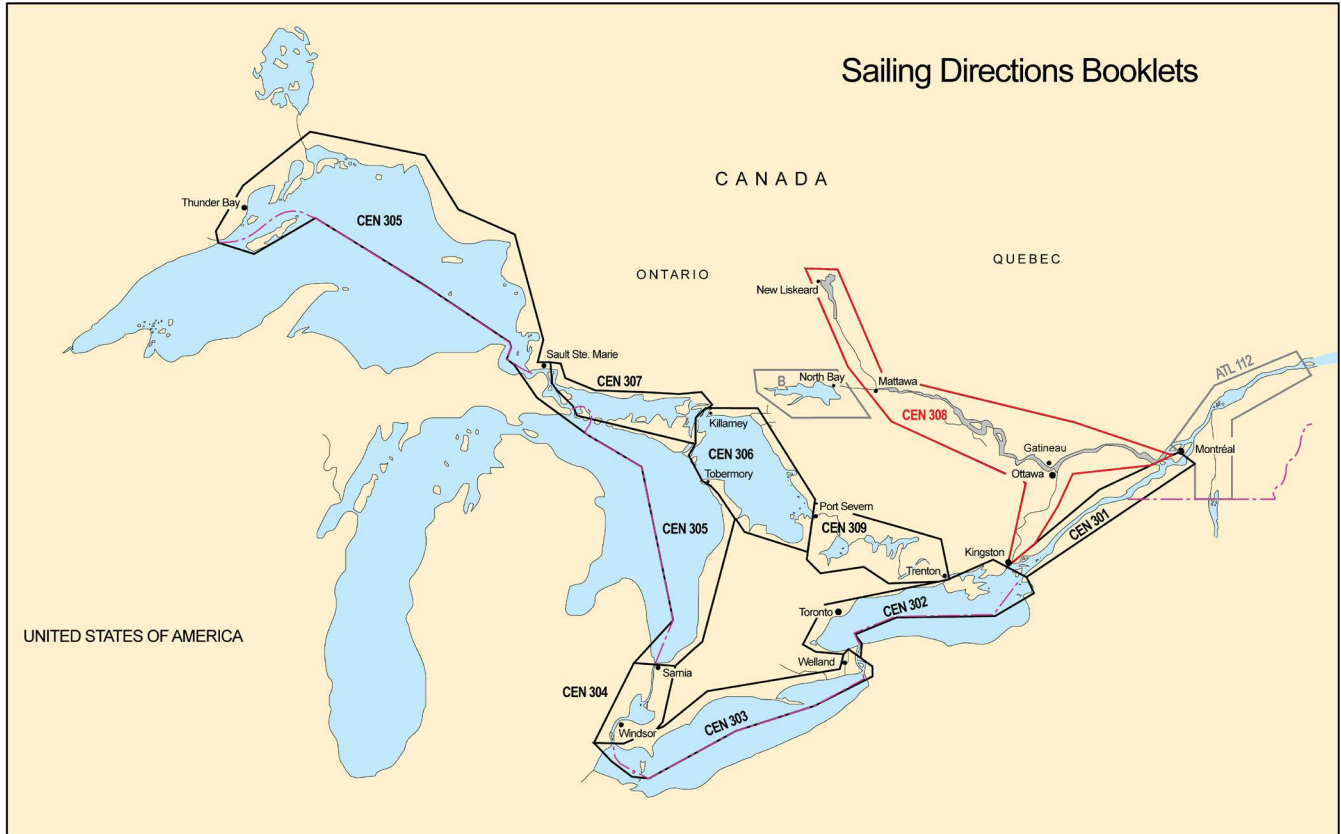 Sailing Directions Booklets
CANADA
Thunder Bay
CEN 305
ONTARIO
QUEBEC
New Liskeard
Sault Ste. Marie
CEN 307
B
North Bay
Mattawa
ATL 112
Killarney
CEN 308
CEN 306
Gatineau
Montréal
Tobermory
Ottawa
Port Severn
CEN 305
CEN 309
CEN 301
Kingston
Trenton
Toronto
CEN 302
UNITED STATES OF AMERICA
Welland
Sarnia
CEN 304
CEN 303
Windsor